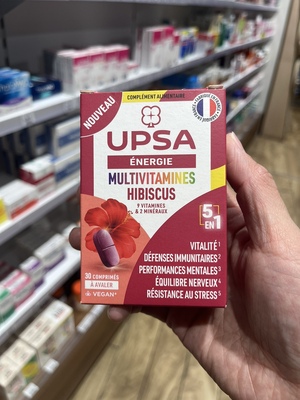 NOUVEAU
COMPLÉMENT ALIMENTAIRE
UPSA
ÉNERGIE
MULTIVITAMINES
HIBISCUS
9 VITAMINES
& 2 MINÉRAUX
5 EN 1
VITALITÉ¹
DÉFENSES IMMUNITAIRES²
PERFORMANCES MENTALES³
ÉQUILIBRE NERVEUX⁴
RÉSISTANCE AU STRESS⁵
30 COMPRIMÉS
À AVALER
VEGAN*